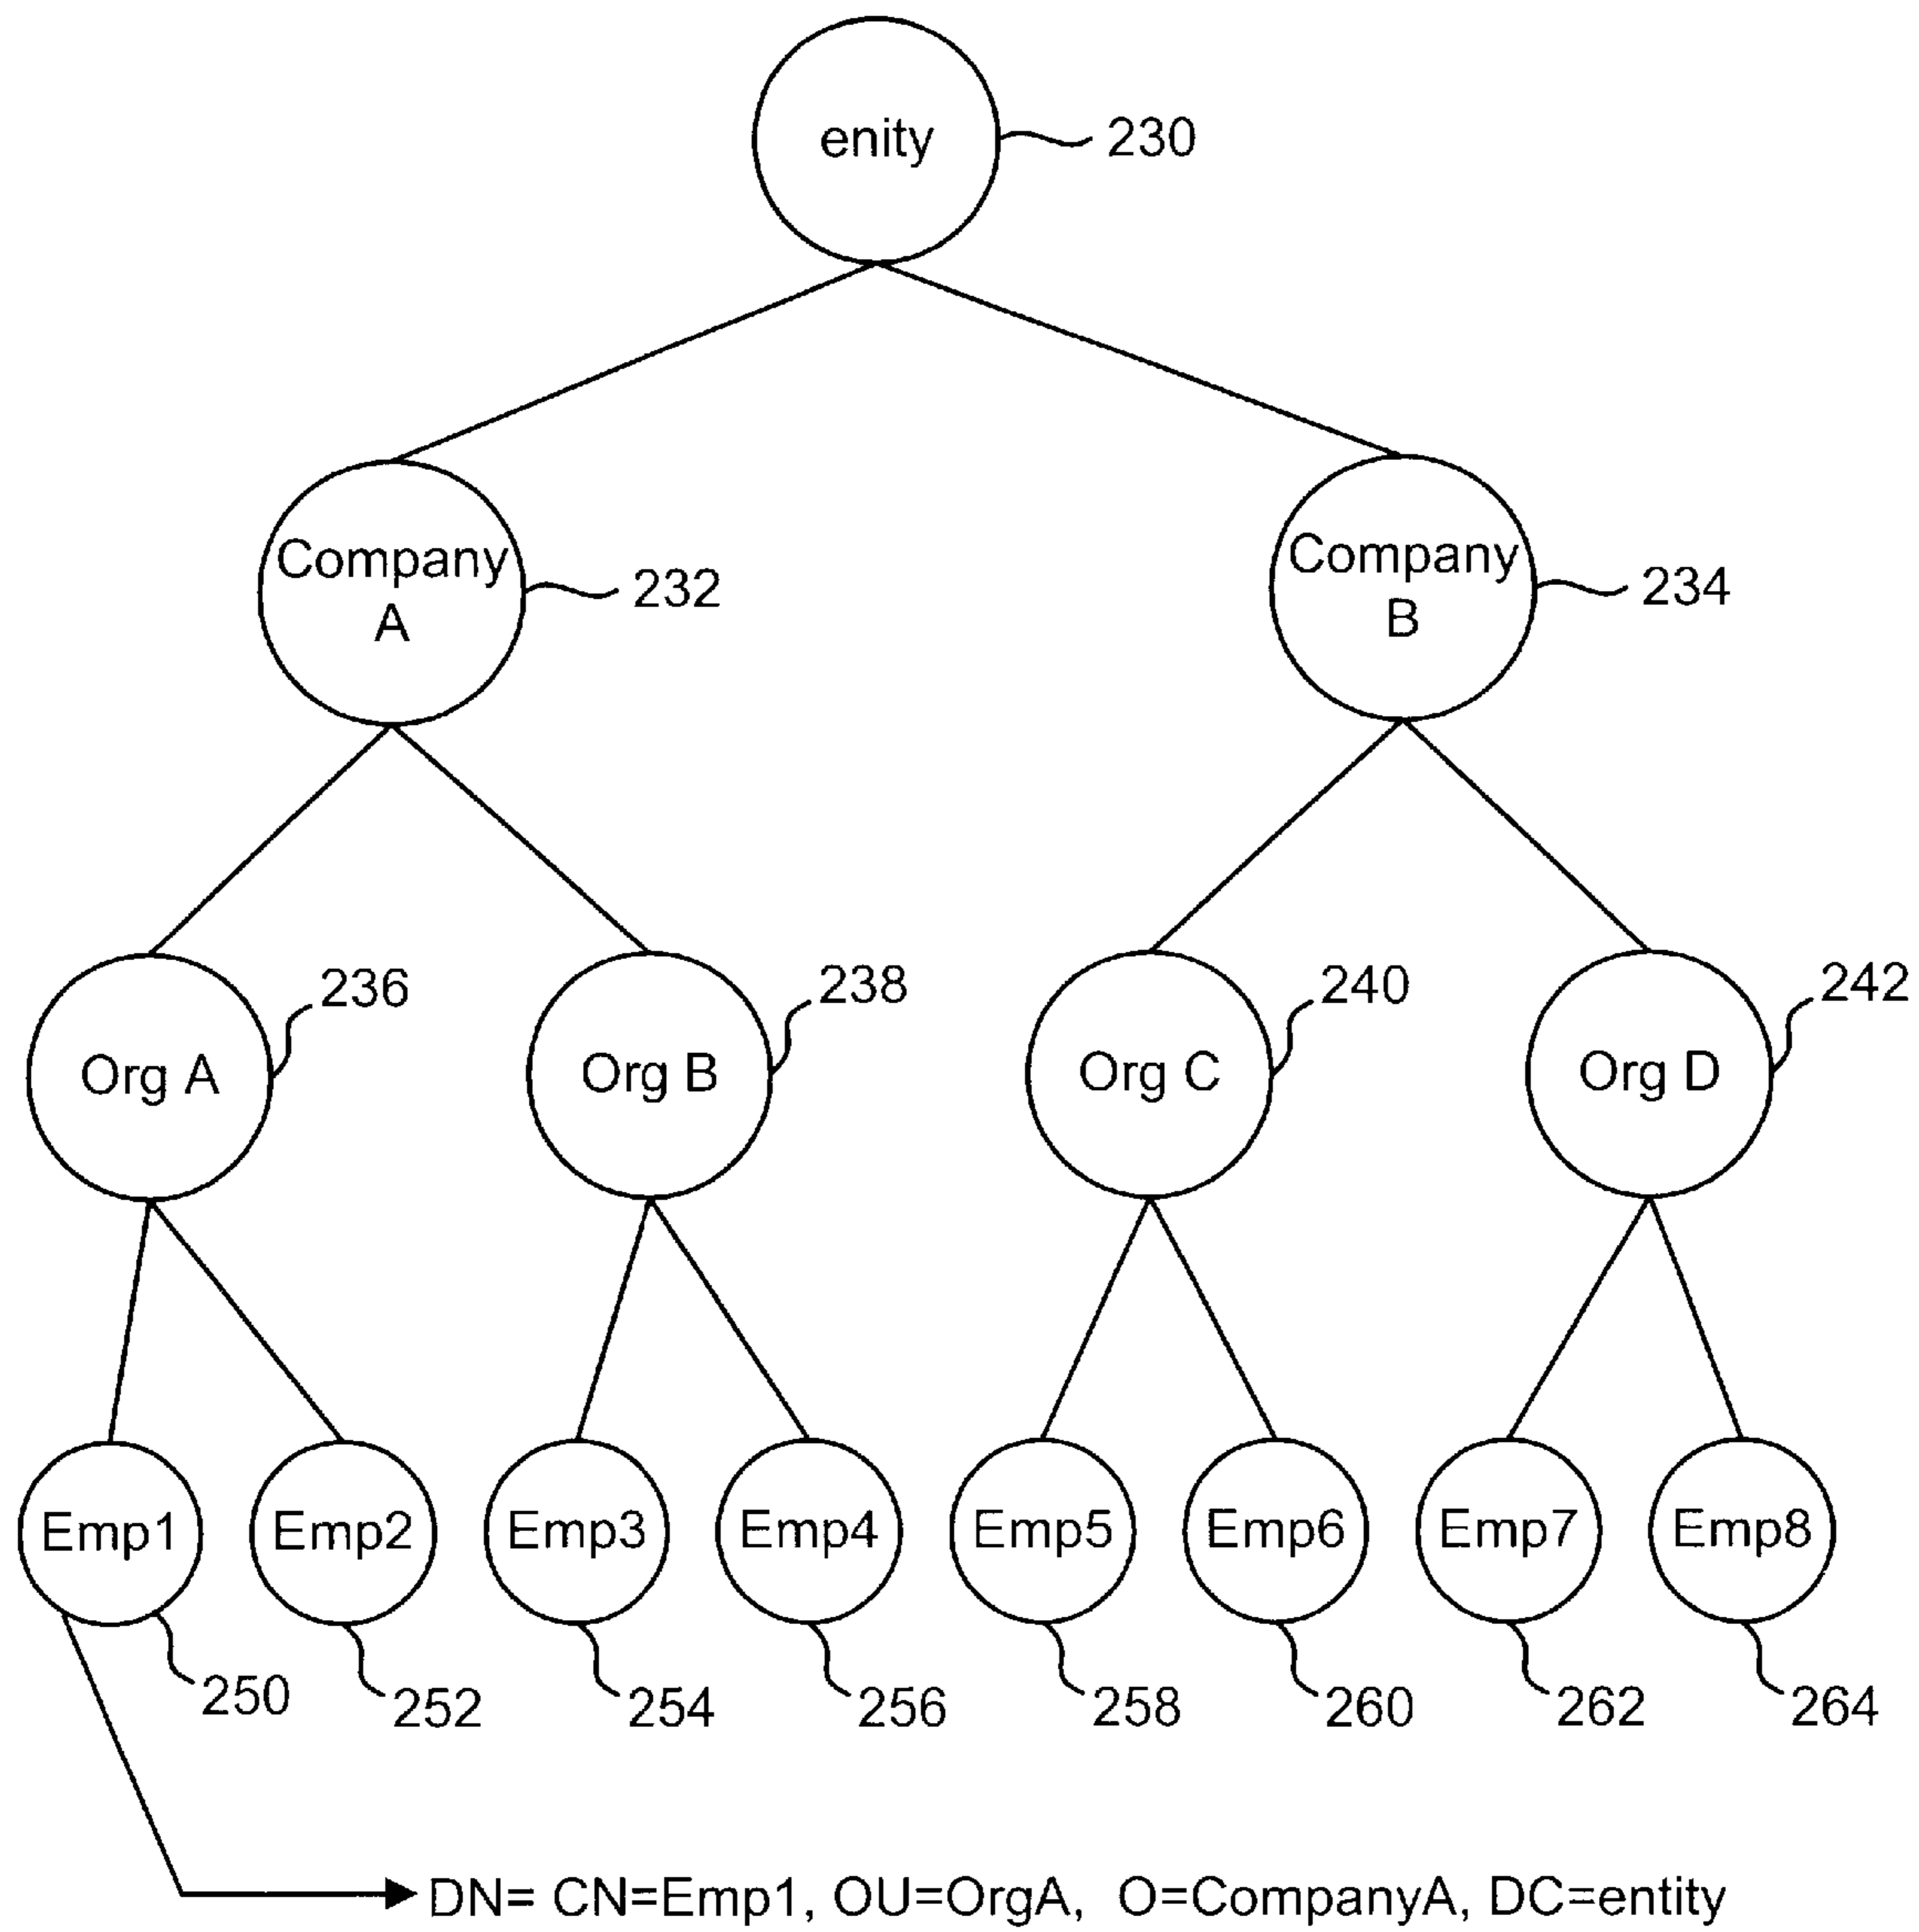 enity
230
Company
A
232
Company
B
234
Org A
236
Org B
238
Org C
240
Org D
242
Emp1
Emp2
Emp3
Emp4
Emp5
Emp6
Emp7
Emp8
250
252
254
256
258
260
262
264
DN= CN=Emp1, OU=OrgA, O=CompanyA, DC=entity